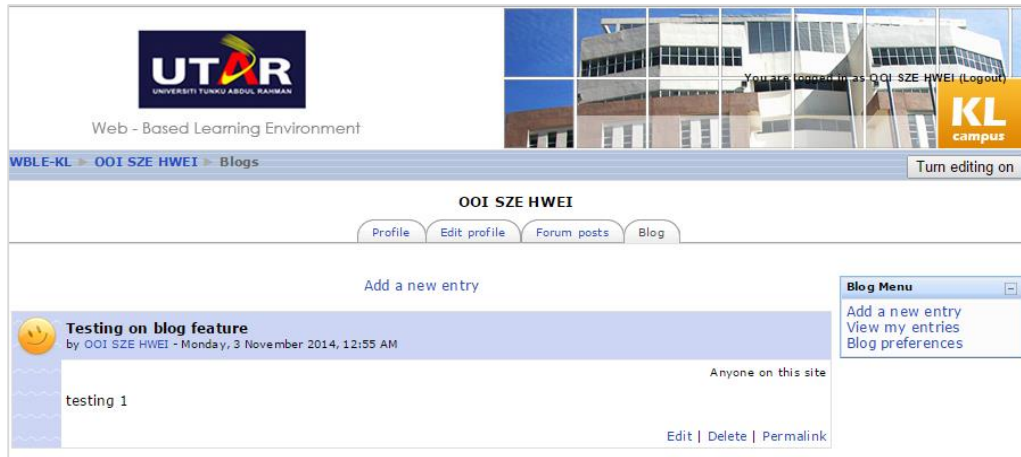 UTAR
UNIVERSITI TUNKU ABDUL RAHMAN
Web - Based Learning Environment
You are logged in as OOI SZE HWEI (Logout)
KL
campus
WBLE-KL ► OOI SZE HWEI ► Blogs
Turn editing on
OOI SZE HWEI
Profile Edit profile Forum posts Blog
Add a new entry
Testing on blog feature
by OOI SZE HWEI - Monday, 3 November 2014, 12:55 AM
Anyone on this site
testing 1
Edit | Delete | Permalink
Blog Menu
Add a new entry
View my entries
Blog preferences